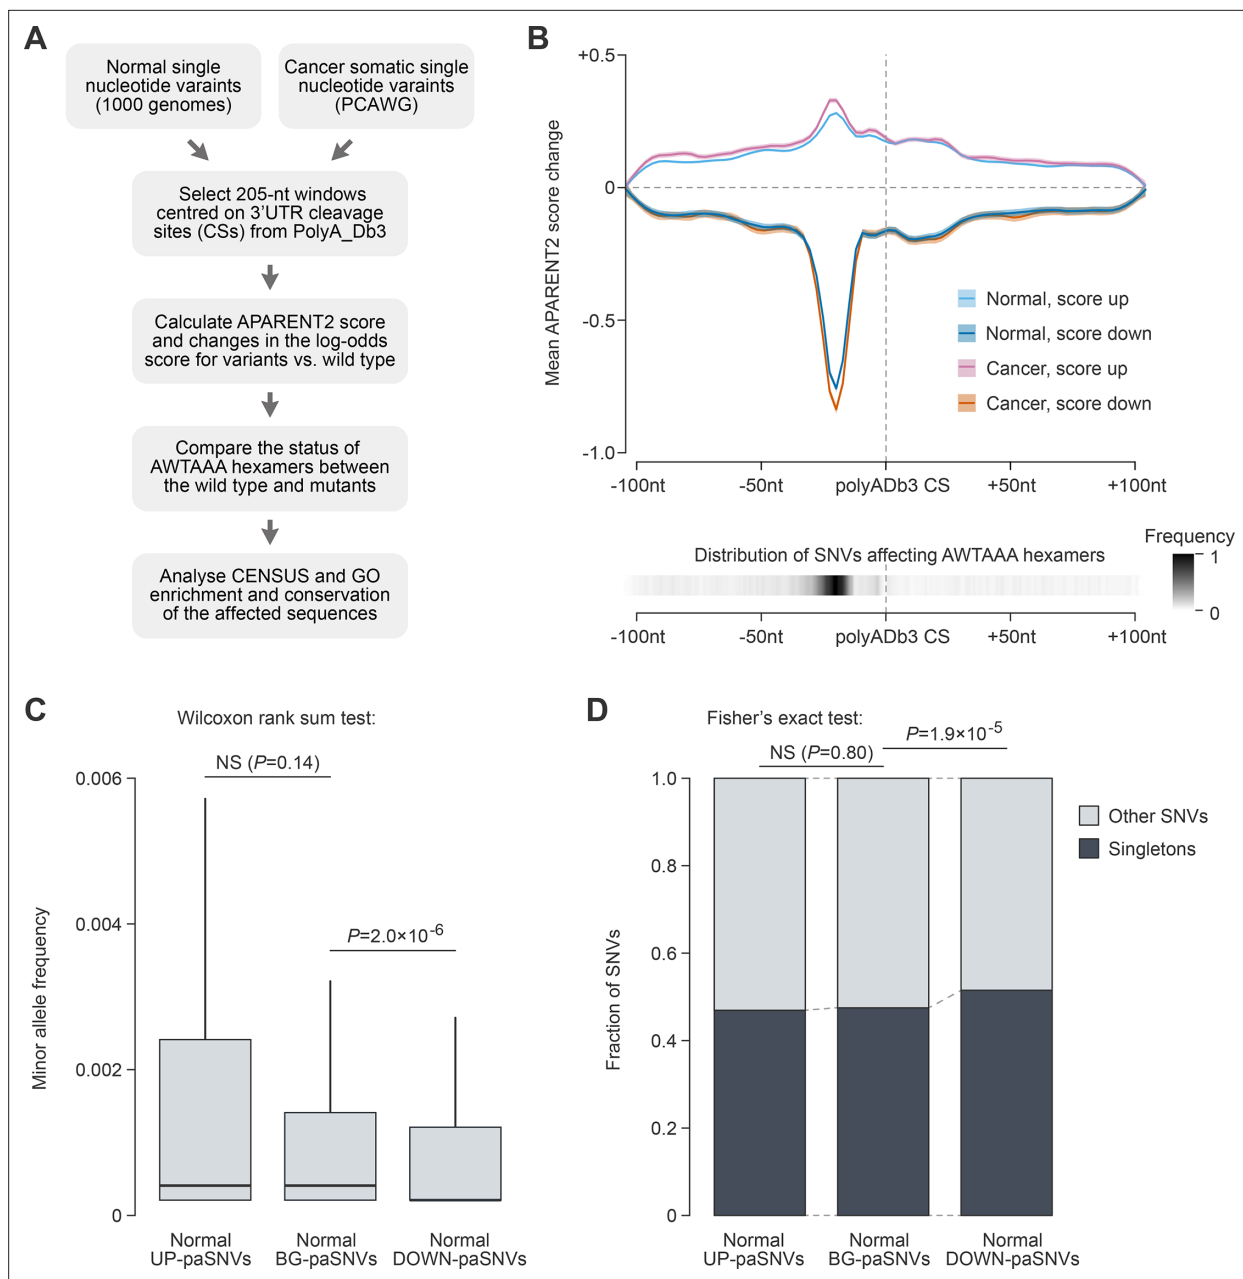 A
Normal single
nucleotide varaints
(1000 genomes)
Cancer somatic single
nucleotide varaints
(PCAWG)
Select 205-nt windows
centred on 3’UTR cleavage
sites (CSs) from PolyA_Db3
Calculate APARENT2 score
and changes in the log-odds
score for variants vs. wild type
Compare the status of
AWTAAA hexamers between
the wild type and mutants
Analyse CENSUS and GO
enrichment and conservation
of the affected sequences
B
Mean APARENT2 score change
+0.5
0
-0.5
-1.0
Normal, score up
Normal, score down
Cancer, score up
Cancer, score down
-100nt -50nt polyADb3 CS +50nt +100nt
Distribution of SNVs affecting AWTAAA hexamers
Frequency
1
0
-100nt -50nt polyADb3 CS +50nt +100nt
C
Wilcoxon rank sum test:
NS (P=0.14)
P=2.0×10-6
Minor allele frequency
0.006
0.004
0.002
0
Normal
UP-paSNVs
Normal
BG-paSNVs
Normal
DOWN-paSNVs
D
Fisher’s exact test:
NS (P=0.80)
P=1.9×10-5
Fraction of SNVs
1.0
0.8
0.6
0.4
0.2
0
Other SNVs
Singletons
Normal
UP-paSNVs
Normal
BG-paSNVs
Normal
DOWN-paSNVs